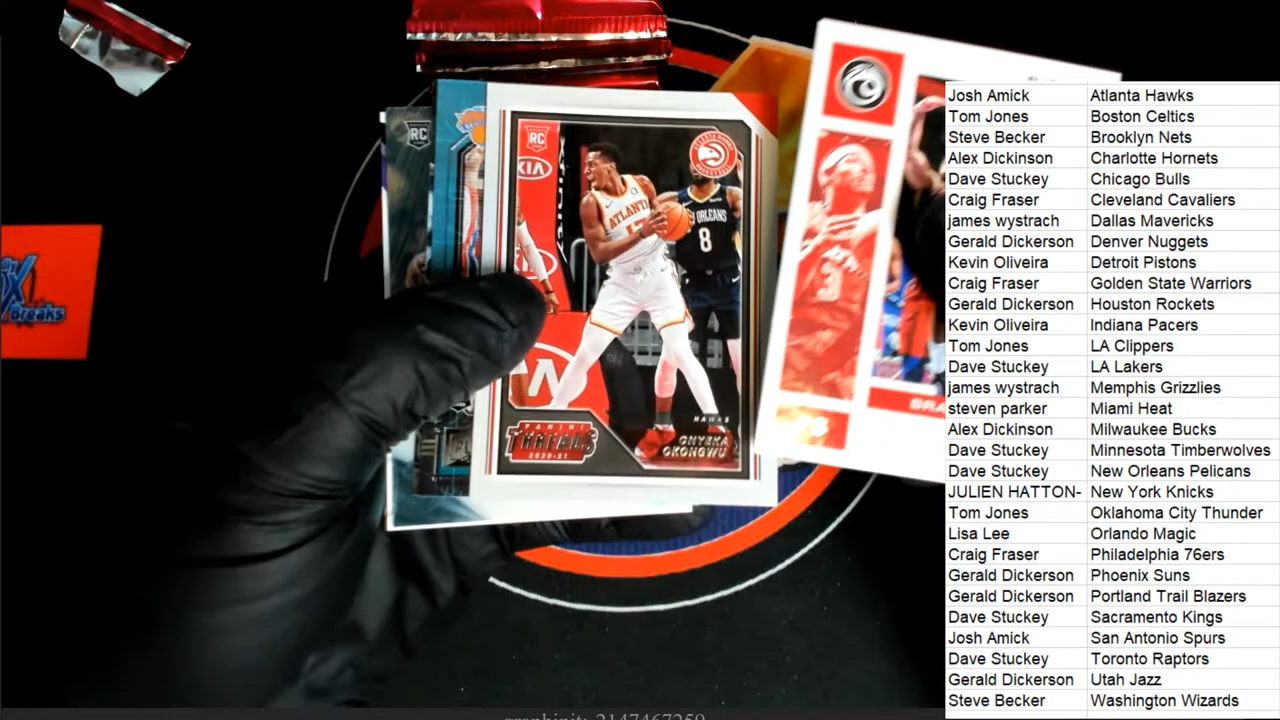 RC
RC
KIA
ATLANTA HAWKS
ATLANTA
ORLEANS
8
HAWKS
PANINI
THREADS
2020-21
ONYEKA
OKONGWU
3
Breaks
Josh Amick Atlanta Hawks
Tom Jones Boston Celtics
Steve Becker Brooklyn Nets
Alex Dickinson Charlotte Hornets
Dave Stuckey Chicago Bulls
Craig Fraser Cleveland Cavaliers
james wystrach Dallas Mavericks
Gerald Dickerson Denver Nuggets
Kevin Oliveira Detroit Pistons
Craig Fraser Golden State Warriors
Gerald Dickerson Houston Rockets
Kevin Oliveira Indiana Pacers
Tom Jones LA Clippers
Dave Stuckey LA Lakers
james wystrach Memphis Grizzlies
steven parker Miami Heat
Alex Dickinson Milwaukee Bucks
Dave Stuckey Minnesota Timberwolves
Dave Stuckey New Orleans Pelicans
JULIEN HATTON- New York Knicks
Tom Jones Oklahoma City Thunder
Lisa Lee Orlando Magic
Craig Fraser Philadelphia 76ers
Gerald Dickerson Phoenix Suns
Gerald Dickerson Portland Trail Blazers
Dave Stuckey Sacramento Kings
Josh Amick San Antonio Spurs
Dave Stuckey Toronto Raptors
Gerald Dickerson Utah Jazz
Steve Becker Washington Wizards